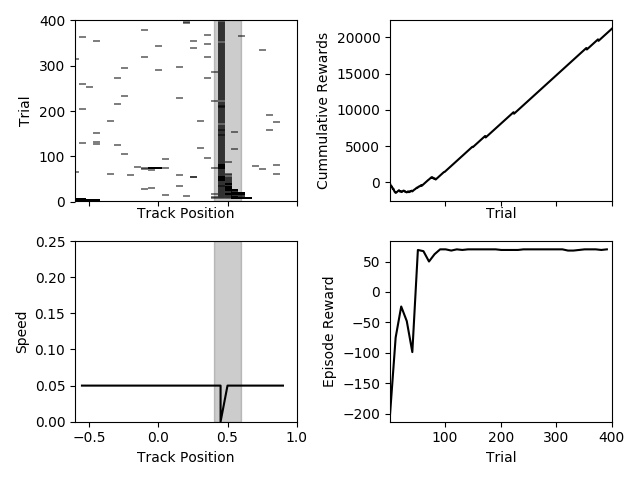 400
300
200
100
0
Trial
Track Position
20000
15000
10000
5000
0
Cummulative Rewards
Trial
0.25
0.20
0.15
0.10
0.05
0.00
Speed
−0.5 0.0 0.5 1.0
Track Position
50
0
−50
−100
−150
−200
Episode Reward
100 200 300 400
Trial